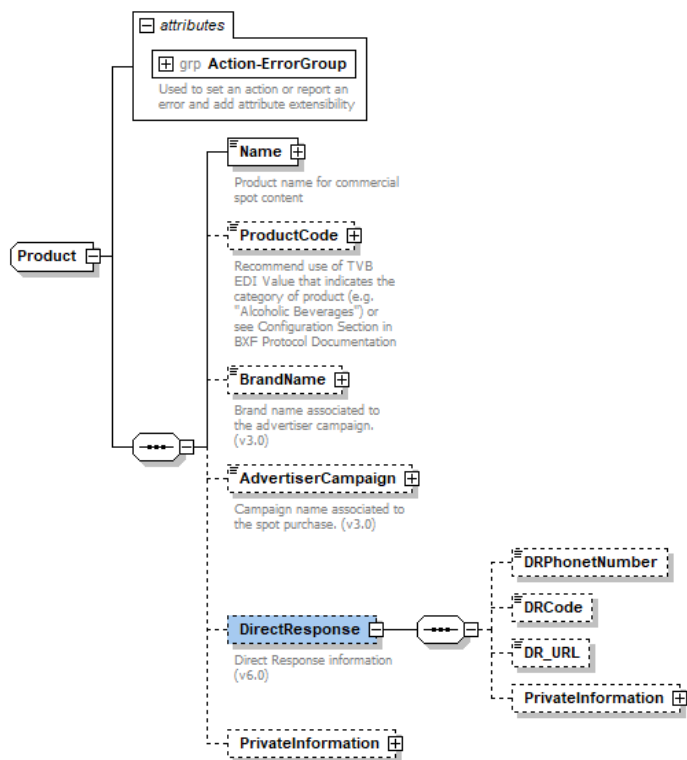 attributes
grp Action-ErrorGroup
Used to set an action or report an
error and add attribute extensibility
Product
Name
Product name for commercial
spot content
ProductCode
Recommend use of TVB
EDI Value that indicates the
category of product (e.g.
"Alcoholic Beverages") or
see Configuration Section in
BXF Protocol Documentation
BrandName
Brand name associated to
the advertiser campaign.
(v3.0)
AdvertiserCampaign
Campaign name associated to
the spot purchase. (v3.0)
DirectResponse
Direct Response information
(v6.0)
DRPhonetNumber
DRCode
DR_URL
PrivateInformation
PrivateInformation